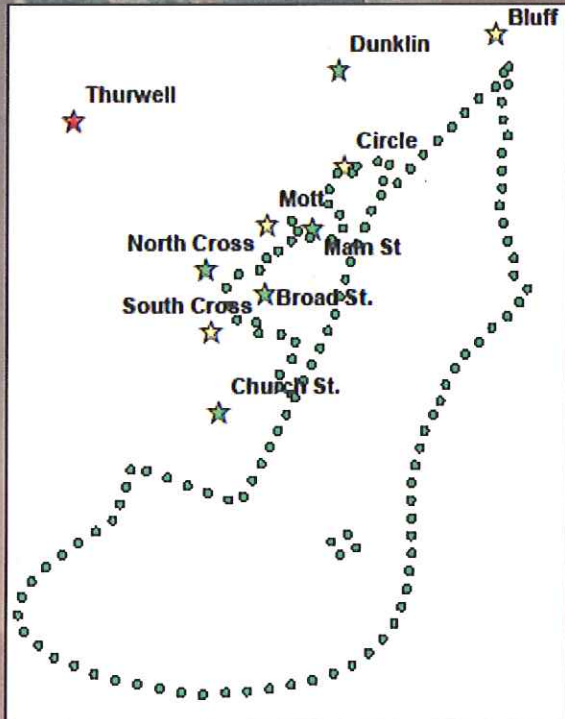 Bluff
Dunklin
Thurwell
Circle
Mott
Main St
North Cross
Broad St.
South Cross
Church St.